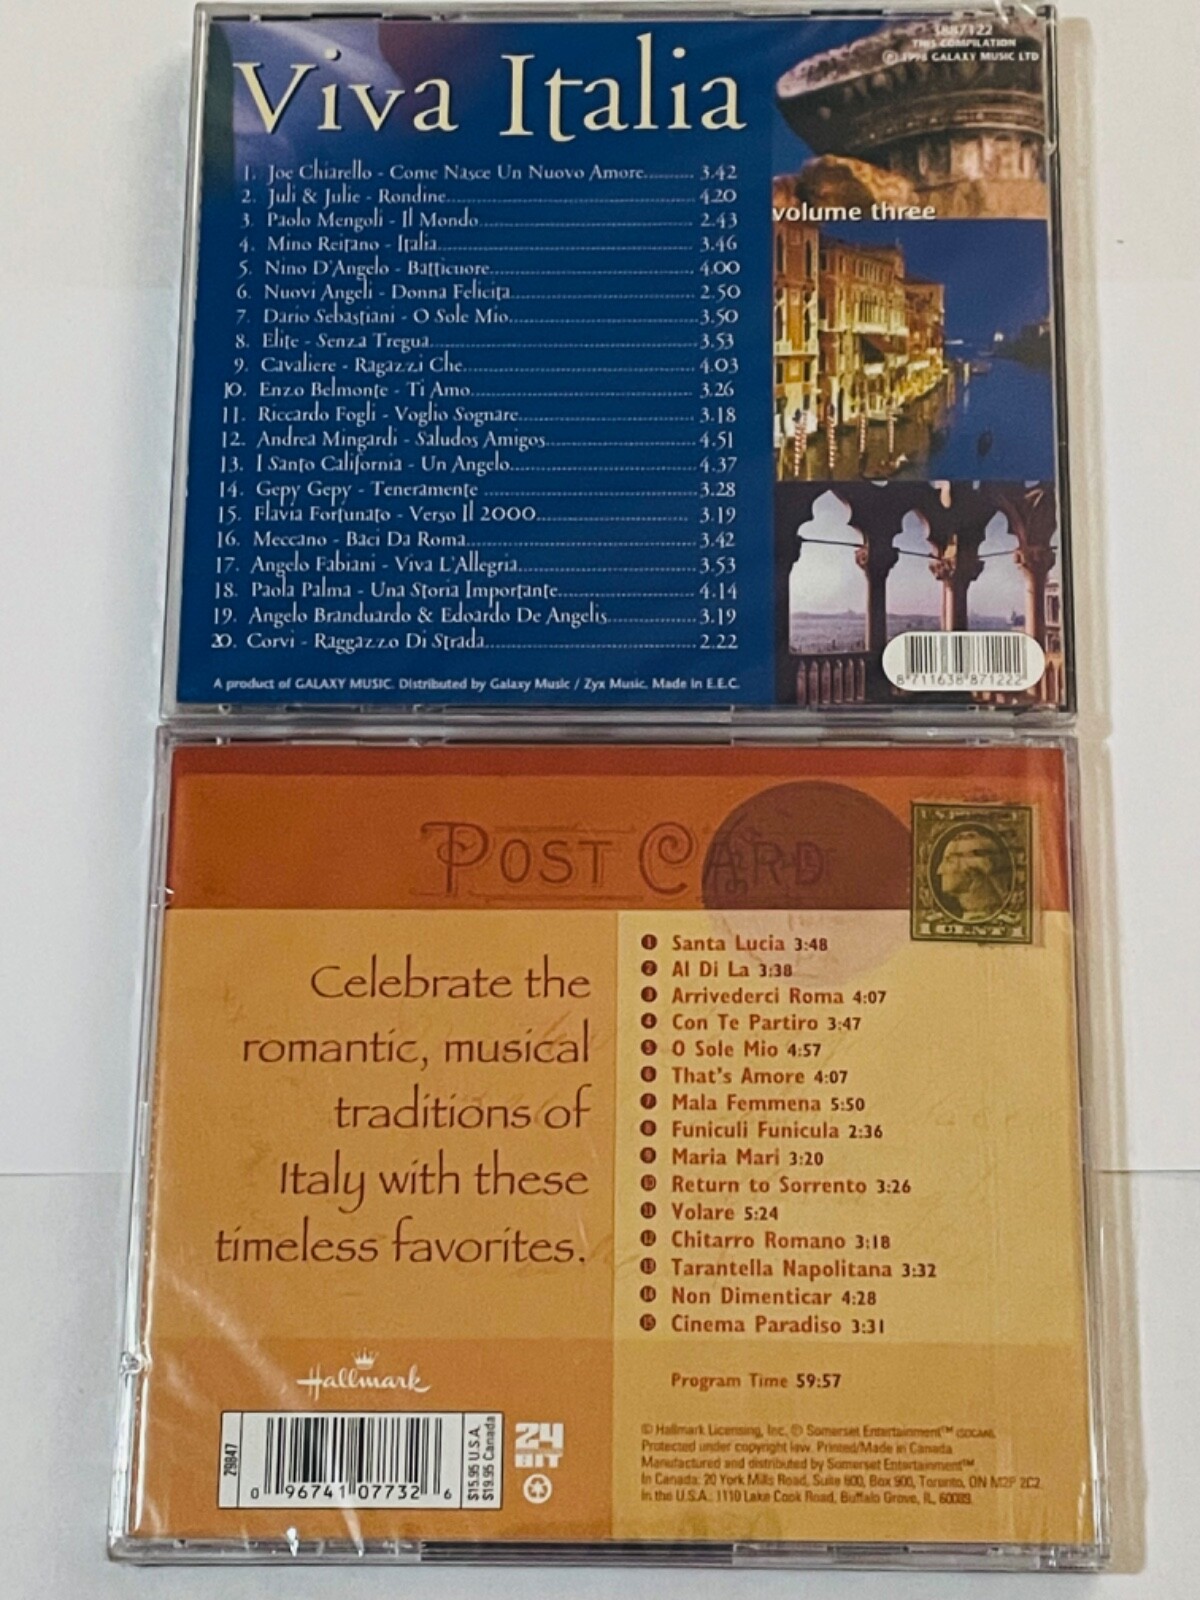 Viva Italia
3887122
THIS COMPILATION
℗ 1998 GALAXY MUSIC LTD
volume three
1. Joe Chiarello - Come Nasce Un Nuovo Amore 3.42
2. Juli & Julie - Rondine 4.20
3. Paolo Mengoli - Il Mondo 2.43
4. Mino Reitano - Italia 3.46
5. Nino D'Angelo - Batticuore 4.00
6. Nuovi Angeli - Donna Felicita 2.50
7. Dario Sebastiani - O Sole Mio 3.50
8. Elite - Senza Tregua 3.53
9. Cavaliere - Ragazzi Che 4.03
10. Enzo Belmonte - Ti Amo 3.26
11. Riccardo Fogli - Voglio Sognare 3.18
12. Andrea Mingardi - Saludos Amigos 4.51
13. I Santo California - Un Angelo 4.37
14. Gepy Gepy - Teneramente 3.28
15. Flavia Fortunato - Verso Il 2000 3.19
16. Meccano - Baci Da Roma 3.42
17. Angelo Fabiani - Viva L'Allegria 3.53
18. Paola Palma - Una Storia Importante 4.14
19. Angelo Branduardo & Edoardo De Angelis 3.19
20. Corvi - Raggazzo Di Strada 2.22
A product of GALAXY MUSIC. Distributed by Galaxy Music / Zyx Music. Made in E.E.C.
8 711638 871222
POST CARD
1 CENT 1
Celebrate the
romantic, musical
traditions of
Italy with these
timeless favorites.
1 Santa Lucia 3:48
2 Al Di La 3:38
3 Arrivederci Roma 4:07
4 Con Te Partiro 3:47
5 O Sole Mio 4:57
6 That's Amore 4:07
7 Mala Femmena 5:50
8 Funiculi Funicula 2:36
9 Maria Mari 3:20
10 Return to Sorrento 3:26
11 Volare 5:24
12 Chitarro Romano 3:18
13 Tarantella Napolitana 3:32
14 Non Dimenticar 4:28
15 Cinema Paradiso 3:31
Program Time 59:57
Hallmark
29847
0 96741 07732 6
$15.95 U.S.A.
$19.95 Canada
24
BIT
© Hallmark Licensing, Inc. ℗ Somerset Entertainment™ (SOCAN).
Protected under copyright law. Printed/Made in Canada
Manufactured and distributed by Somerset Entertainment™
In Canada: 20 York Mills Road, Suite 600, Box 900, Toronto, ON M2P 2C2
In the U.S.A.: 1110 Lake Cook Road, Buffalo Grove, IL, 60089